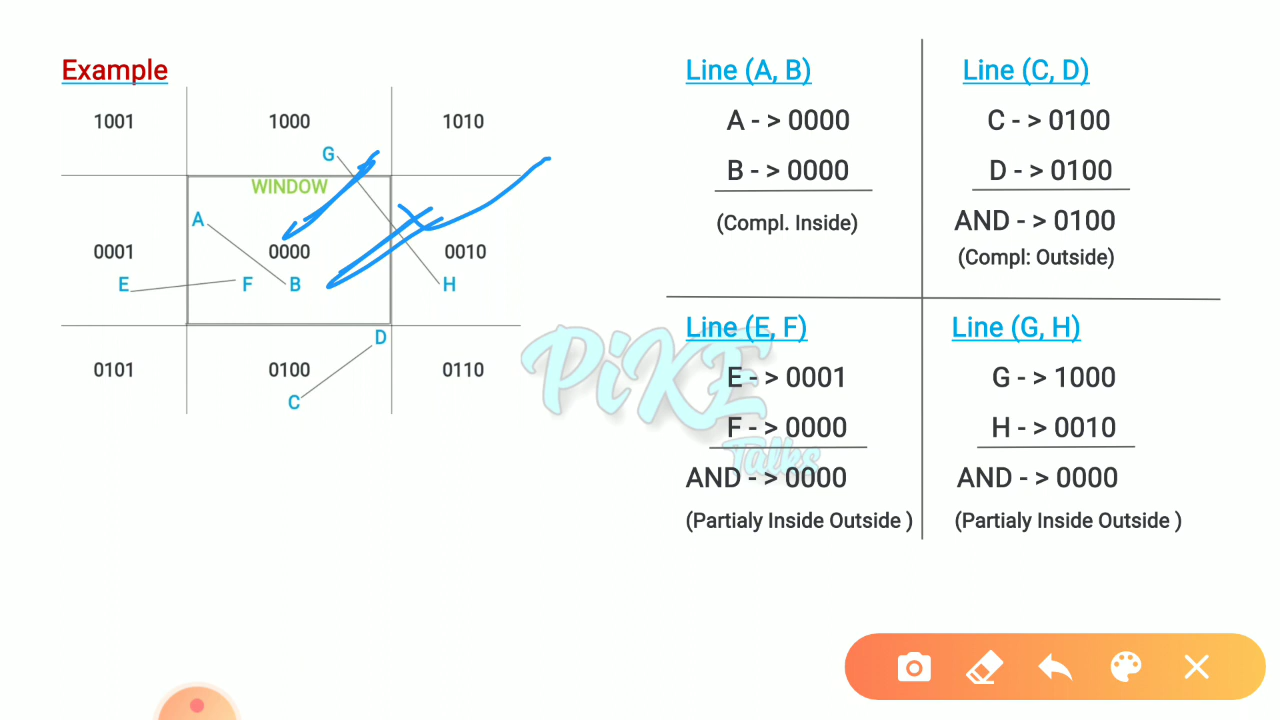 Example
1001 1000 1010
G
WINDOW
A
0001 0000 0010
E F B H
D
0101 0100 0110
C
Line (A, B)
A - > 0000
B - > 0000
(Compl. Inside)
Line (C, D)
C - > 0100
D - > 0100
AND - > 0100
(Compl: Outside)
Line (E, F)
E - > 0001
F - > 0000
AND - > 0000
(Partialy Inside Outside )
Line (G, H)
G - > 1000
H - > 0010
AND - > 0000
(Partialy Inside Outside )
PiKE
Talks